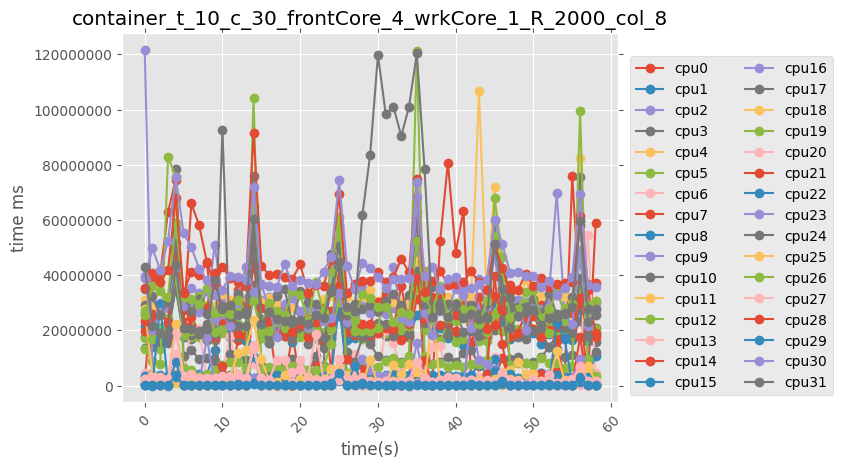 container_t_10_c_30_frontCore_4_wrkCore_1_R_2000_col_8
120000000
100000000
80000000
60000000
40000000
20000000
0
time ms
0
10
20
30
40
50
60
time(s)
cpu0
cpu1
cpu2
cpu3
cpu4
cpu5
cpu6
cpu7
cpu8
cpu9
cpu10
cpu11
cpu12
cpu13
cpu14
cpu15
cpu16
cpu17
cpu18
cpu19
cpu20
cpu21
cpu22
cpu23
cpu24
cpu25
cpu26
cpu27
cpu28
cpu29
cpu30
cpu31